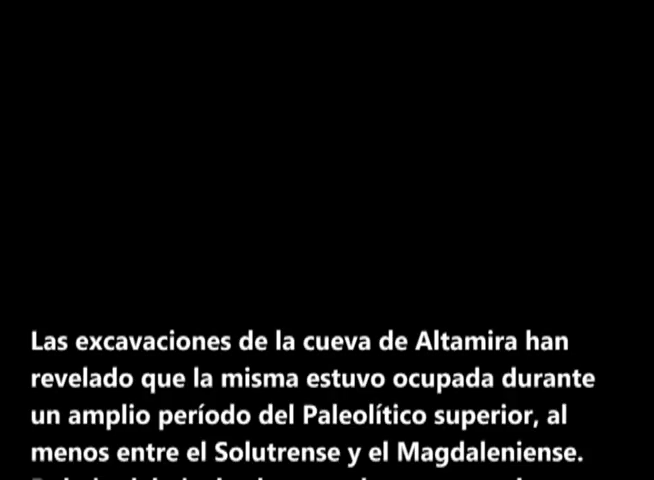 Las excavaciones de la cueva de Altamira han
revelado que la misma estuvo ocupada durante
un amplio período del Paleolítico superior, al
menos entre el Solutrense y el Magdaleniense.